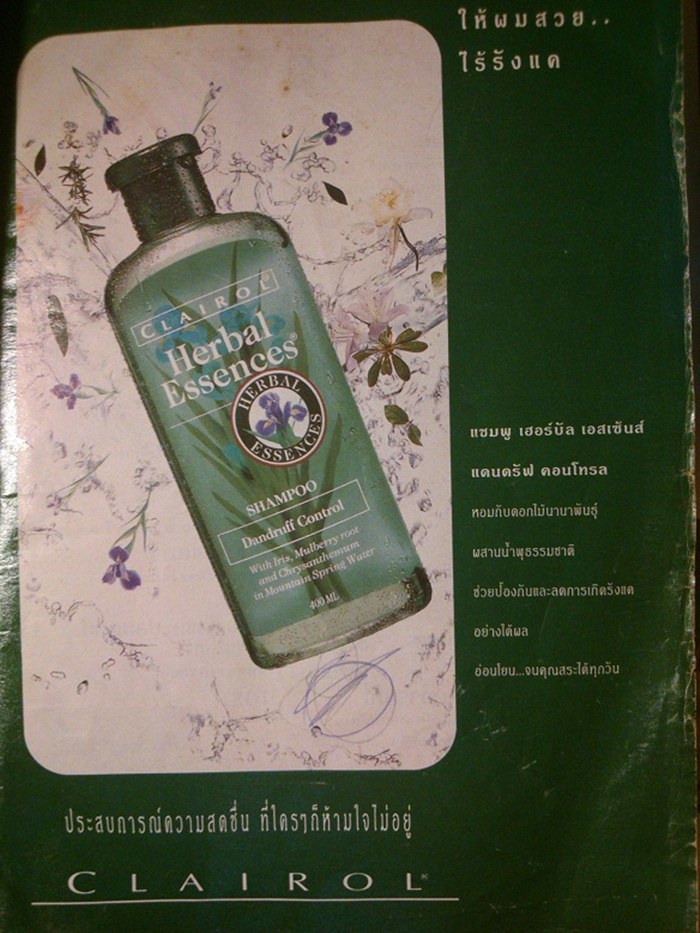 ให้ผมสวย..
ไร้รังแค
CLAIROL
Herbal
Essences®
HERBAL
ESSENCES
SHAMPOO
Dandruff Control
With Iris, Mulberry root
and Chrysanthemum
in Mountain Spring Water
400 ML
แชมพู เฮอร์บัล เอสเซ้นส์
แดนดรัฟ คอนโทรล
หอมกับดอกไม้นานาพันธุ์
ผสานน้ำพุธรรมชาติ
ช่วยป้องกันและลดการเกิดรังแค
อย่างได้ผล
อ่อนโยน...จนคุณสระได้ทุกวัน
ประสบการณ์ความสดชื่น ที่ใครๆก็ห้ามใจไม่อยู่
CLAIROL